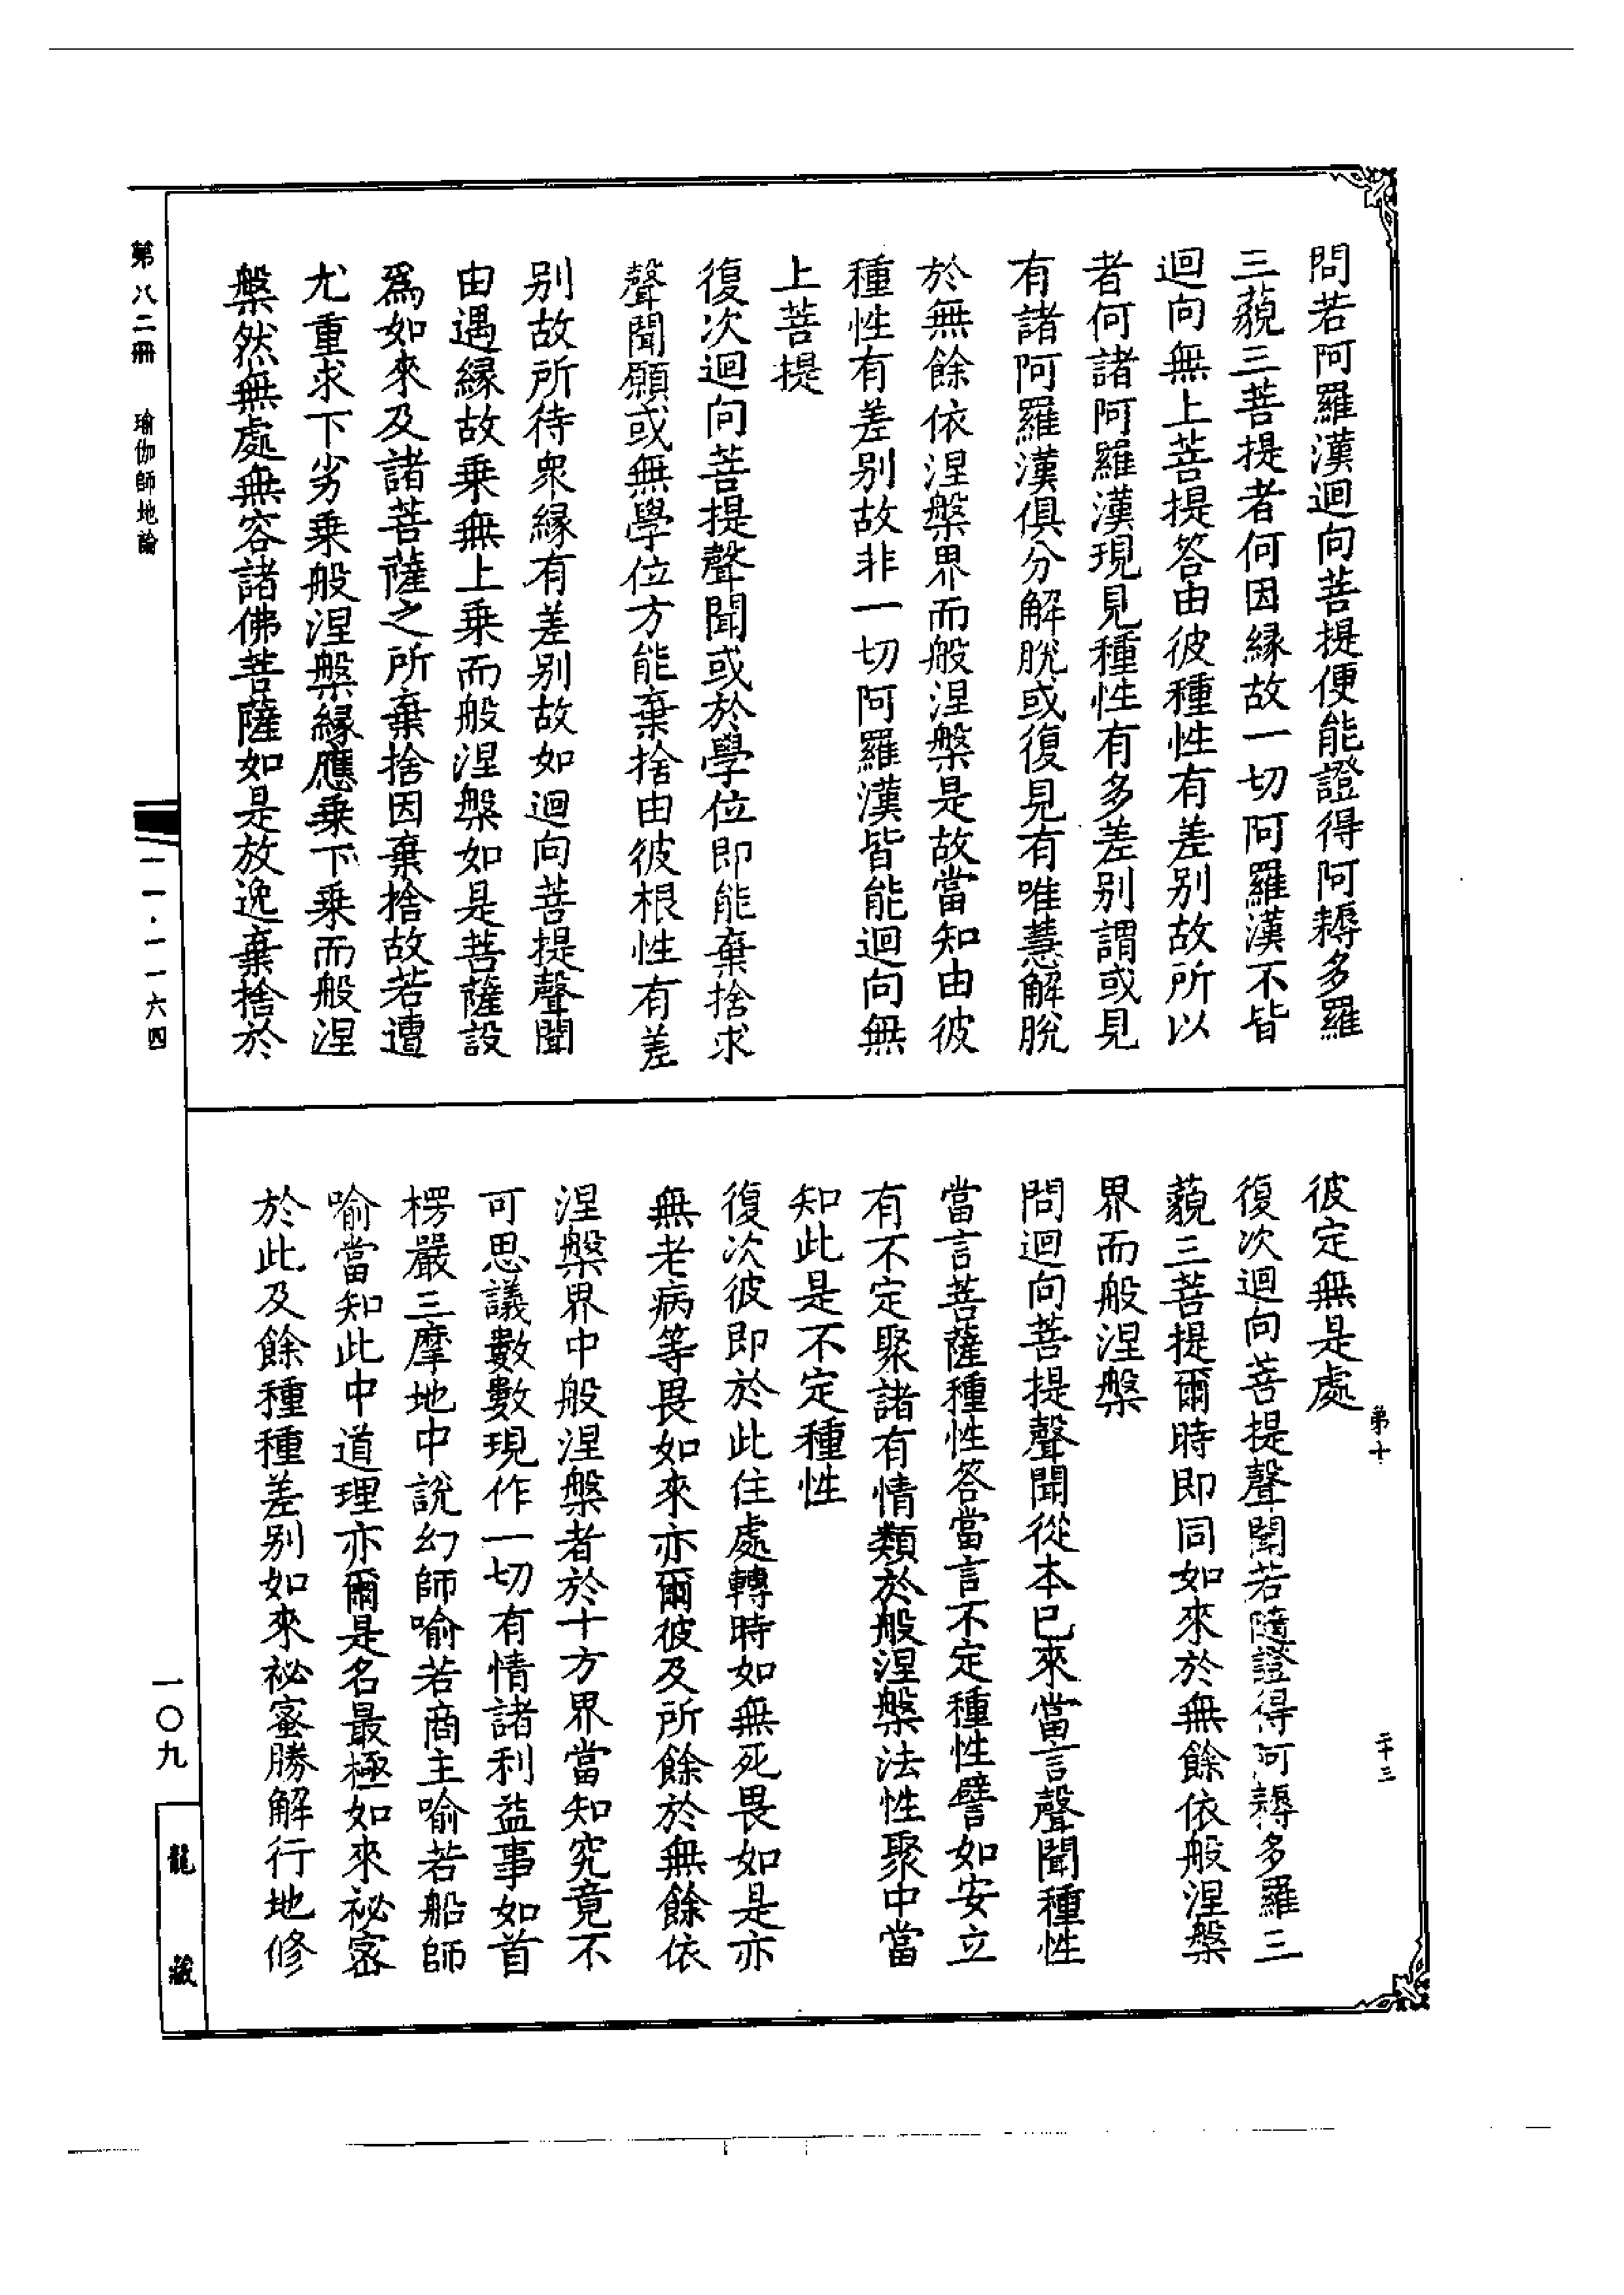 問若阿羅漢迴向菩提便能證得阿耨多羅
三藐三菩提者何因縁故一切阿羅漢不皆
迴向無上菩提答由彼種性有差别故所以
者何諸阿羅漢現見種性有多差别謂或見
有諸阿羅漢俱分解脫或復見有唯慧解脫
於無餘依涅槃界而般涅槃是故當知由彼
種性有差别故非一切阿羅漢皆能迴向無
上菩提
復次迴向菩提聲聞或於學位即能棄捨求
聲聞願或無學位方能棄捨由彼根性有差
别故所待衆縁有差别故如迴向菩提聲聞
由遇縁故乗無上乗而般涅槃如是菩薩設
爲如來及諸菩薩之所棄捨因棄捨故若遭
尤重求下劣乗般涅槃縁應乗下乗而般涅
槃然無處無容諸佛菩薩如是放逸棄捨於
彼定無是處
復次迴向菩提聲聞若隨證得阿耨多羅三
藐三菩提爾時即同如來於無餘依般涅槃
界而般涅槃
問迴向菩提聲聞從本已來當言聲聞種性
當言菩薩種性答當言不定種性譬如安立
有不定聚諸有情類於般涅槃法性聚中當
知此是不定種性
復次彼即於此住處轉時如無死畏如是亦
無老病等畏如來亦爾彼及所餘於無餘依
涅槃界中般涅槃者於十方界當知究竟不
可思議數數現作一切有情諸利益事如首
楞嚴三摩地中說幻師喻若商主喻若船師
喻當知此中道理亦爾是名最極如來祕密
於此及餘種種差别如來祕密勝解行地修
第十
二十三
第八二冊 瑜伽師地論
一一·一一六四
一〇九
龍藏